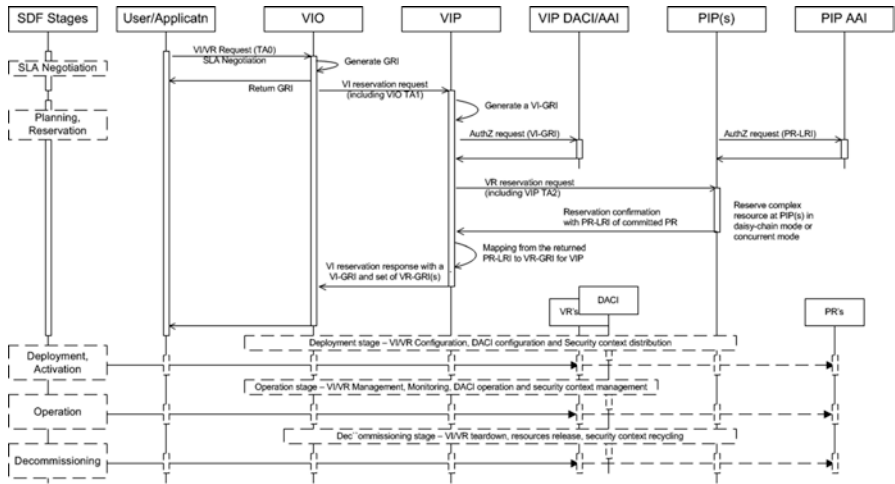 SDF Stages
User/Applicatn
VIO
VIP
VIP DACI/AAI
PIP(s)
PIP AAI
VI/VR Request (TA0)
SLA Negotiation
SLA Negotiation
Generate GRI
Return GRI
VI reservation request
(including VIO TA1)
Generate a VI-GRI
Planning,
Reservation
AuthZ request (VI-GRI)
AuthZ request (PR-LRI)
VR reservation request
(including VIP TA2)
Reservation confirmation
with PR-LRI of committed PR
Reserve complex
resource at PIP(s) in
daisy-chain mode or
concurrent mode
Mapping from the returned
PR-LRI to VR-GRI for VIP
VI reservation response with a
VI-GRI and set of VR-GRI(s)
DACI
VR's
PR's
Deployment stage – VI/VR Configuration, DACI configuration and Security context distribution
Deployment,
Activation
Operation stage – VI/VR Management, Monitoring, DACI operation and security context management
Operation
Dec``ommissioning stage – VI/VR teardown, resources release, security context recycling
Decommissioning